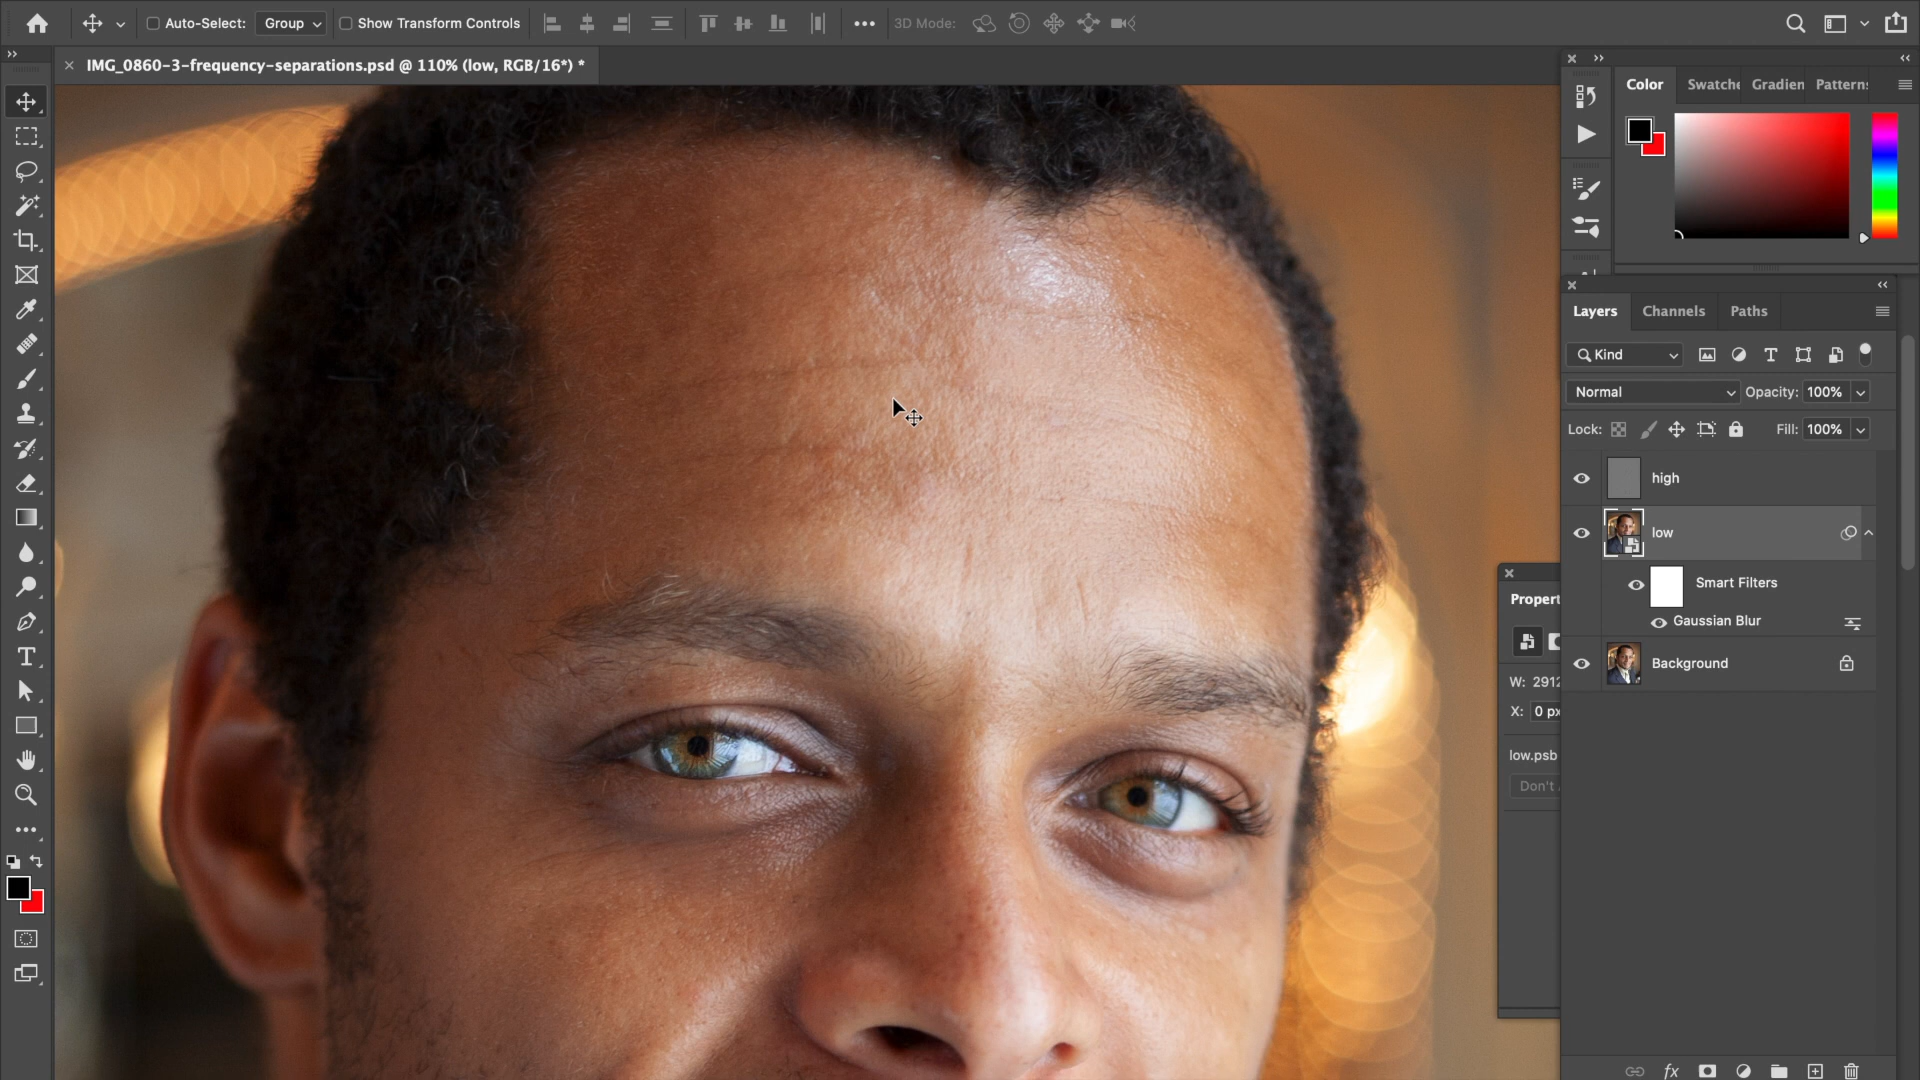 Auto-Select: Group Show Transform Controls 3D Mode:
IMG_0860-3-frequency-separations.psd @ 110% (low, RGB/16*) *
Color Swatche Gradien Pattern
Layers Channels Paths
Kind
Normal Opacity: 100%
Lock: Fill: 100%
high
low
Smart Filters
Gaussian Blur
Background
Propert
W: 2912
X: 0 px
low.psb
Don't
fx